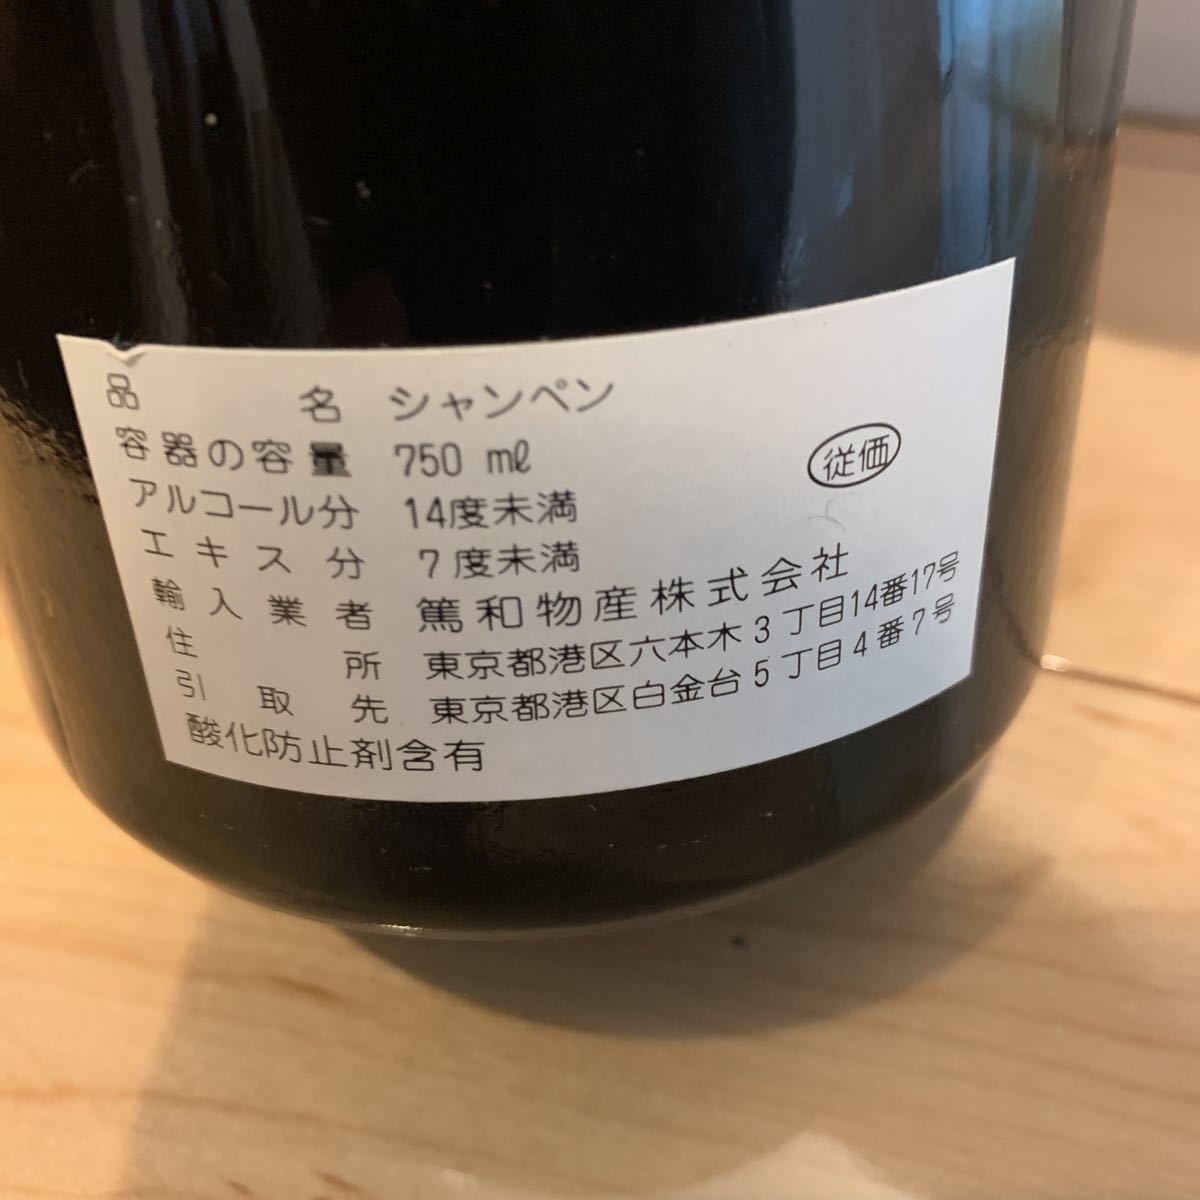 品名 シャンペン
容器の容量 750 ml
従価
アルコール分 14度未満
エキス分 7度未満
輸入業者 篤和物産株式会社
住所 東京都港区六本木3丁目14番17号
引取先 東京都港区白金台5丁目4番7号
酸化防止剤含有